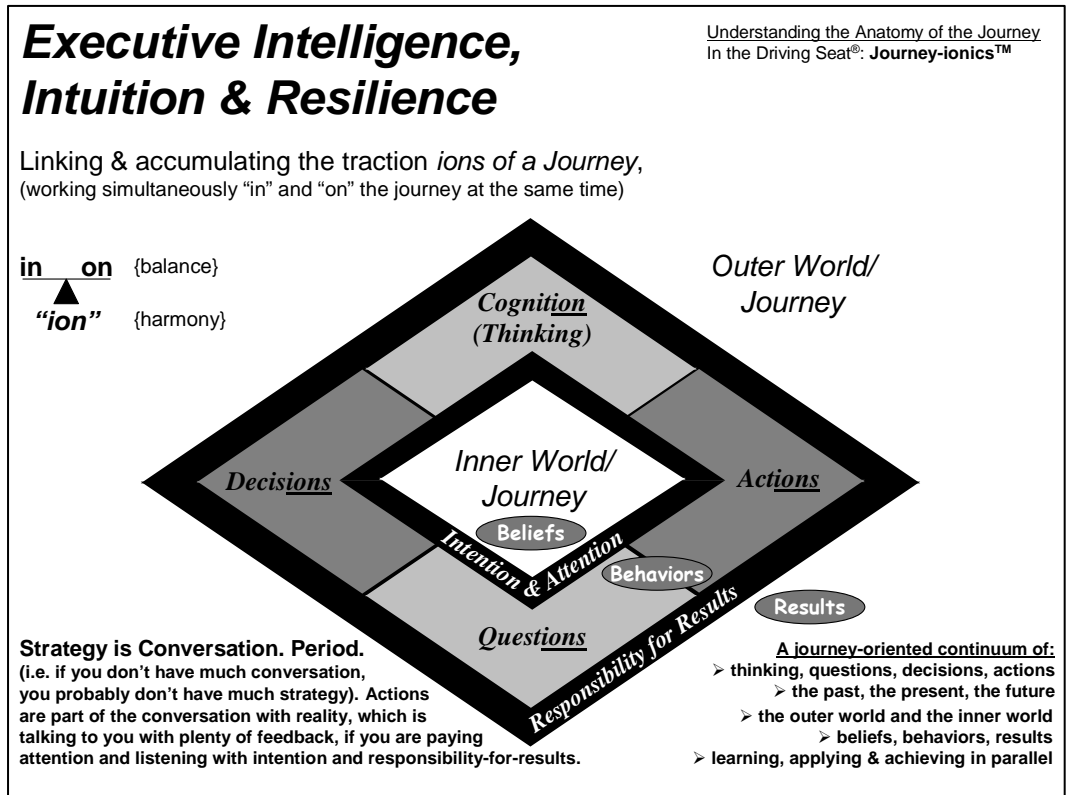 Executive Intelligence,
Intuition & Resilience
Understanding the Anatomy of the Journey
In the Driving Seat®: Journey-ionics™
Linking & accumulating the traction ions of a Journey,
(working simultaneously “in” and “on” the journey at the same time)
in on {balance}
“ion” {harmony}
Outer World/
Journey
Cognition
(Thinking)
Decisions
Inner World/
Journey
Actions
Beliefs
Intention & Attention
Behaviors
Questions
Responsibility for Results
Results
Strategy is Conversation. Period.
(i.e. if you don’t have much conversation,
you probably don’t have much strategy). Actions
are part of the conversation with reality, which is
talking to you with plenty of feedback, if you are paying
attention and listening with intention and responsibility-for-results.
A journey-oriented continuum of:
➢ thinking, questions, decisions, actions
➢ the past, the present, the future
➢ the outer world and the inner world
➢ beliefs, behaviors, results
➢ learning, applying & achieving in parallel